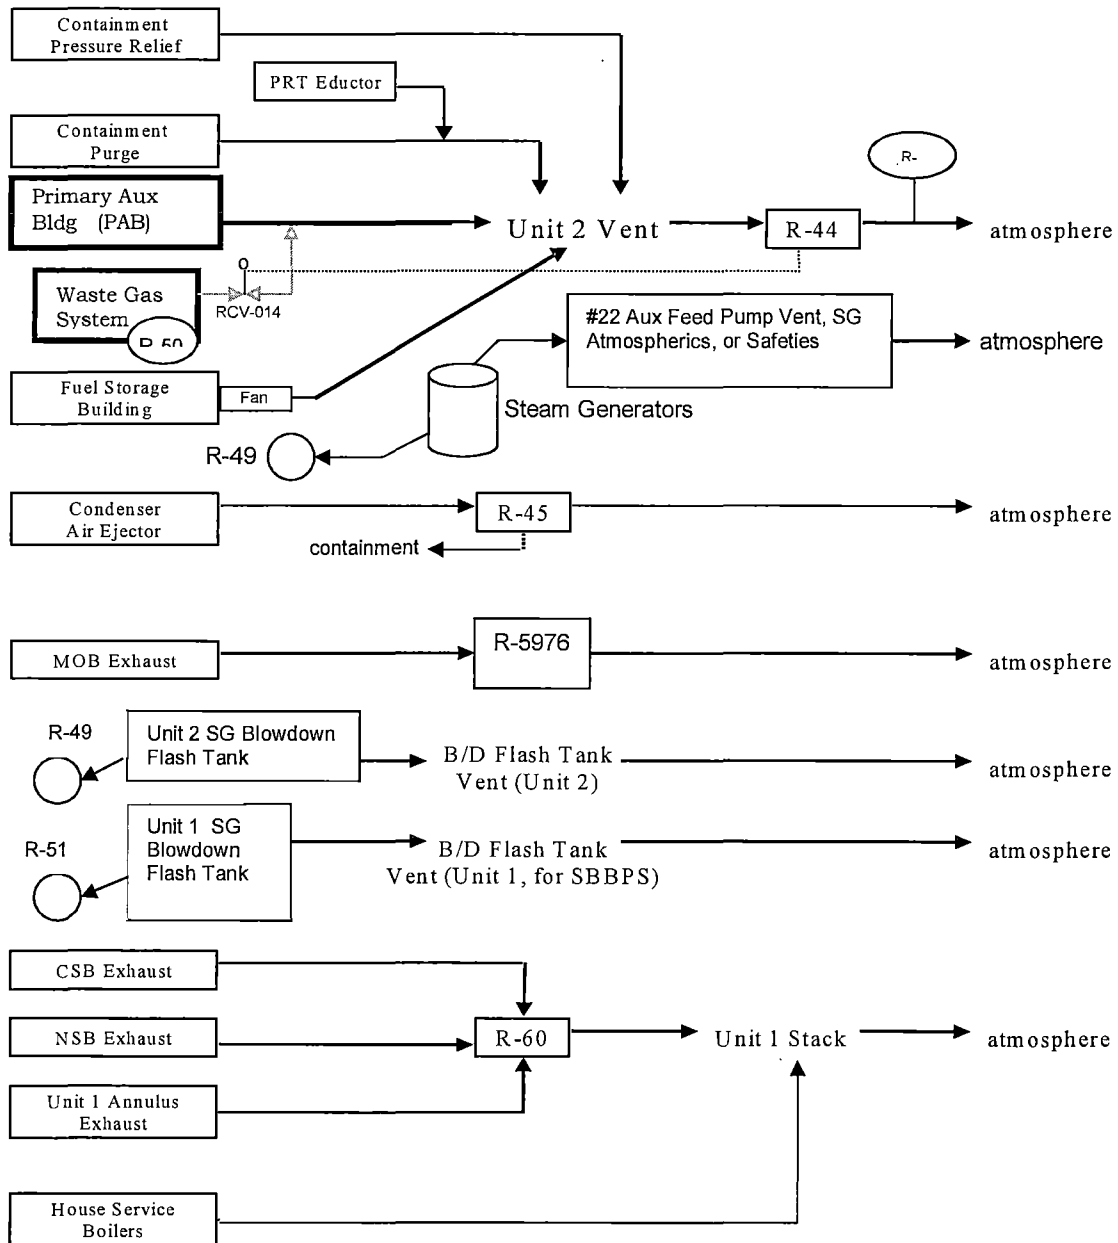 Containment
Pressure Relief
PRT Eductor
Containment
Purge
R-
Primary Aux
Bldg (PAB)
Unit 2 Vent
R-44
atmosphere
O
Waste Gas
System
RCV-014
R-50
#22 Aux Feed Pump Vent, SG
Atmospherics, or Safeties
atmosphere
Fuel Storage
Building
Fan
Steam Generators
R-49
Condenser
Air Ejector
R-45
atmosphere
containment
MOB Exhaust
R-5976
atmosphere
R-49
Unit 2 SG Blowdown
Flash Tank
B/D Flash Tank
Vent (Unit 2)
atmosphere
R-51
Unit 1 SG
Blowdown
Flash Tank
B/D Flash Tank
Vent (Unit 1, for SBBPS)
atmosphere
CSB Exhaust
NSB Exhaust
R-60
Unit 1 Stack
atmosphere
Unit 1 Annulus
Exhaust
House Service
Boilers